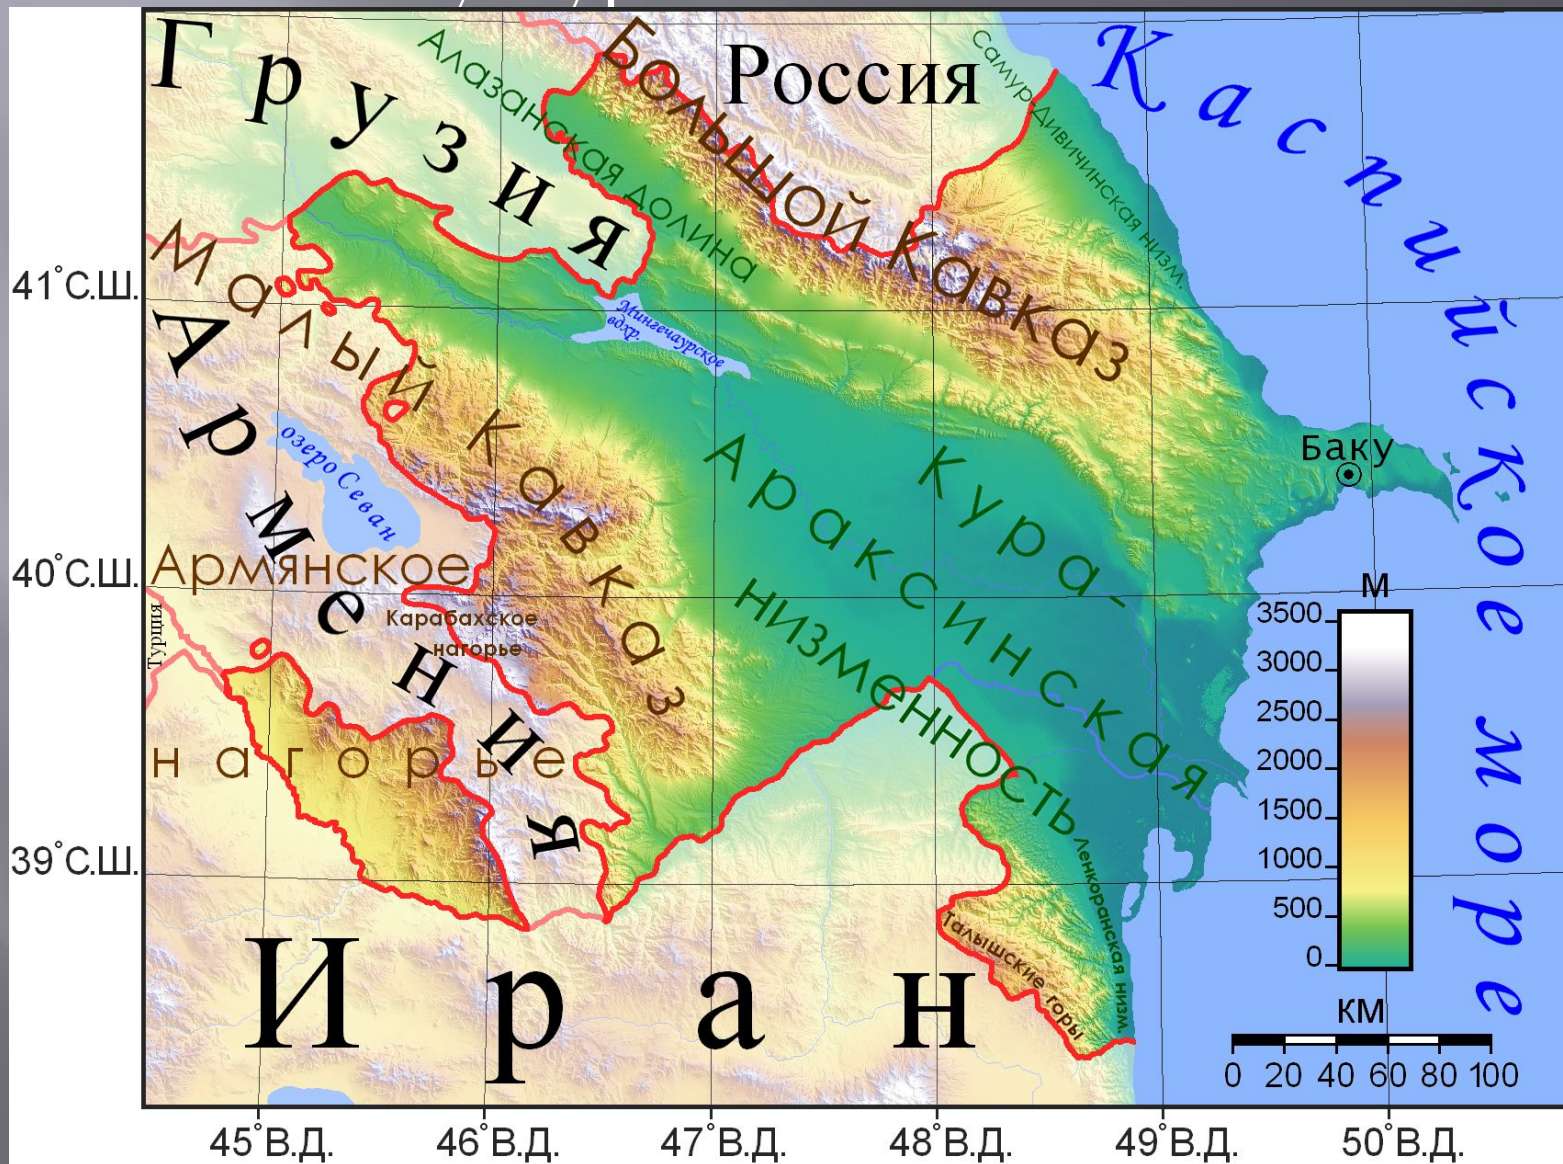 Грузия
Россия
Каспийское море
Алазанская долина
Большой Кавказ
Самур-Дивичинская низм.
Малый Кавказ
Армения
Мингечаурское
вдхр.
озеро Севан
Баку
Кура-
Араксинская
низменность
Армянское
нагорье
Карабахское
нагорье
Турция
Ленкоранская низм.
Талышские горы
Иран
41°С.Ш.
40°С.Ш.
39°С.Ш.
м
3500
3000
2500
2000
1500
1000
500
0
КМ
0 20 40 60 80 100
45°В.Д. 46°В.Д. 47°В.Д. 48°В.Д. 49°В.Д. 50°В.Д.